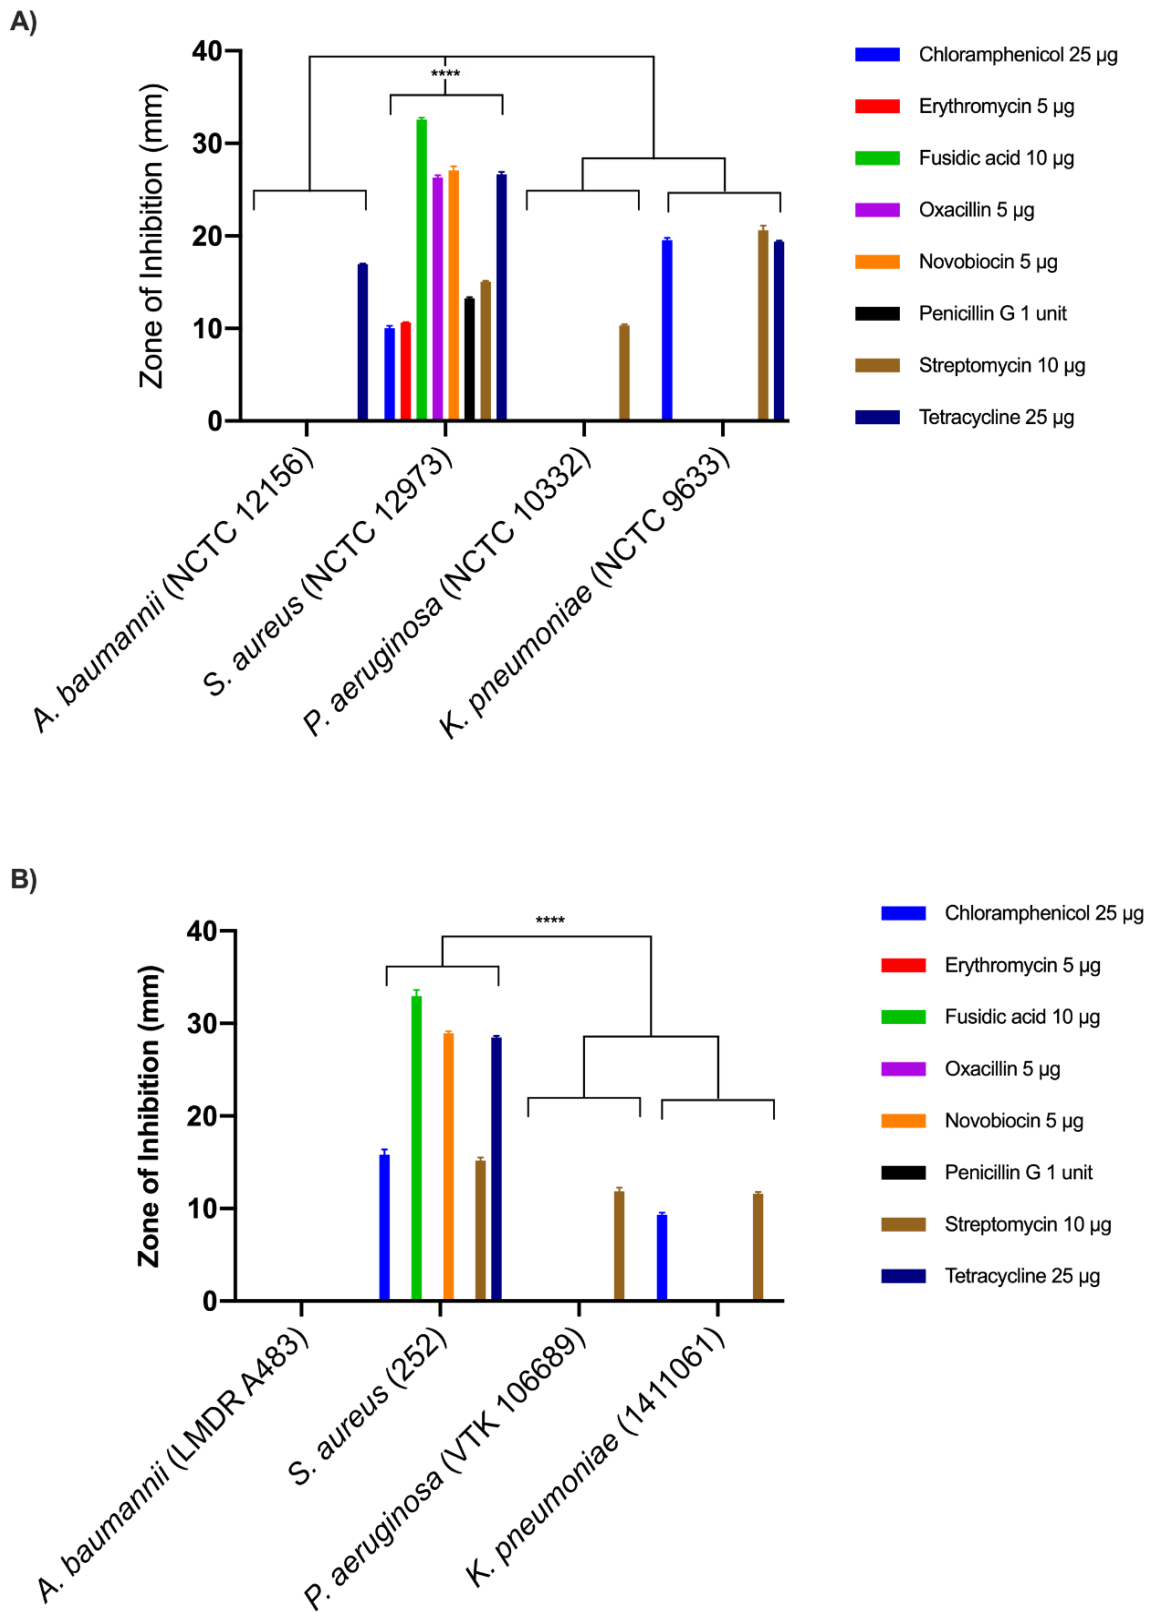 A)
40
30
20
10
0
Zone of Inhibition (mm)
****
Chloramphenicol 25 µg
Erythromycin 5 µg
Fusidic acid 10 µg
Oxacillin 5 µg
Novobiocin 5 µg
Penicillin G 1 unit
Streptomycin 10 µg
Tetracycline 25 µg
A. baumannii (NCTC 12156)
S. aureus (NCTC 12973)
P. aeruginosa (NCTC 10332)
K. pneumoniae (NCTC 9633)
B)
40
30
20
10
0
Zone of Inhibition (mm)
****
Chloramphenicol 25 µg
Erythromycin 5 µg
Fusidic acid 10 µg
Oxacillin 5 µg
Novobiocin 5 µg
Penicillin G 1 unit
Streptomycin 10 µg
Tetracycline 25 µg
A. baumannii (LMDR A483)
S. aureus (252)
P. aeruginosa (VTK 106689)
K. pneumoniae (1411061)